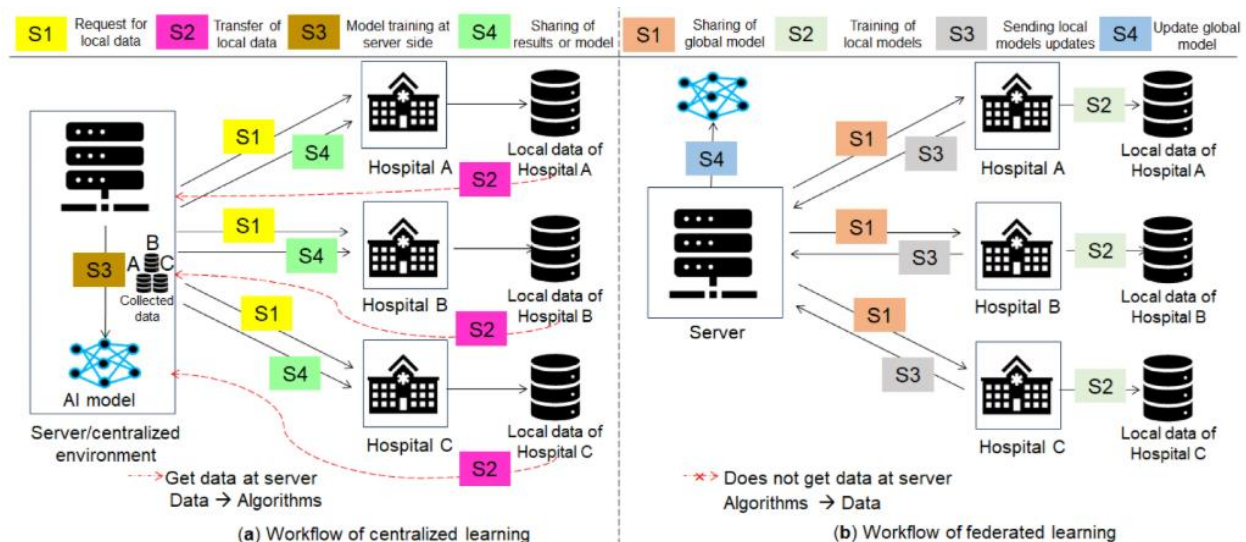 S1 Request for
local data
S2 Transfer of
local data
S3 Model training at
server side
S4 Sharing of
results or model
S1 Sharing of
global model
S2 Training of
local models
S3 Sending local
models updates
S4 Update global
model
S1
S4
Hospital A
Local data of
Hospital A
S2
S1
S4
Hospital B
Local data of
Hospital B
S2
S3
A B C
Collected
data
AI model
Server/centralized
environment
S1
S4
Hospital C
Local data of
Hospital C
S2
Get data at server
Data → Algorithms
(a) Workflow of centralized learning
S4
Server
S1
S3
Hospital A
S2
Local data of
Hospital A
S1
S3
Hospital B
S2
Local data of
Hospital B
S1
S3
Hospital C
S2
Local data of
Hospital C
Does not get data at server
Algorithms → Data
(b) Workflow of federated learning